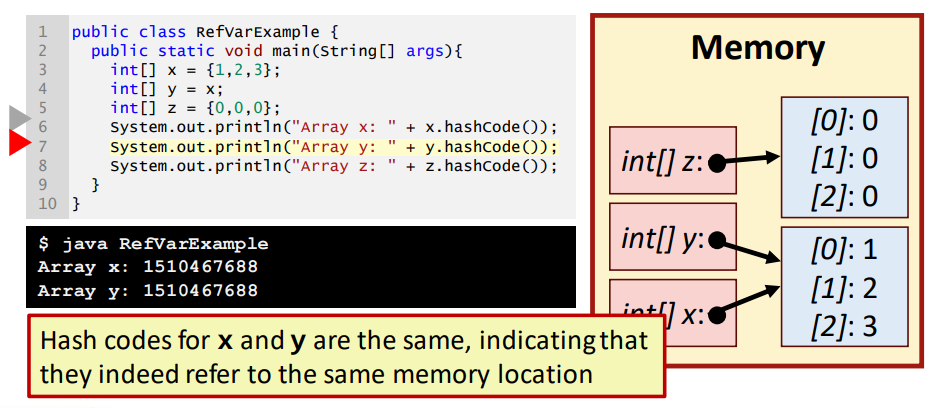 1 public class RefVarExample {
2 public static void main(String[] args){
3 int[] x = {1,2,3};
4 int[] y = x;
5 int[] z = {0,0,0};
6 System.out.println("Array x: " + x.hashCode());
7 System.out.println("Array y: " + y.hashCode());
8 System.out.println("Array z: " + z.hashCode());
9 }
10 }
$ java RefVarExample
Array x: 1510467688
Array y: 1510467688
Hash codes for x and y are the same, indicating that
they indeed refer to the same memory location
Memory
int[] z:
[0]: 0
[1]: 0
[2]: 0
int[] y:
int[] x:
[0]: 1
[1]: 2
[2]: 3